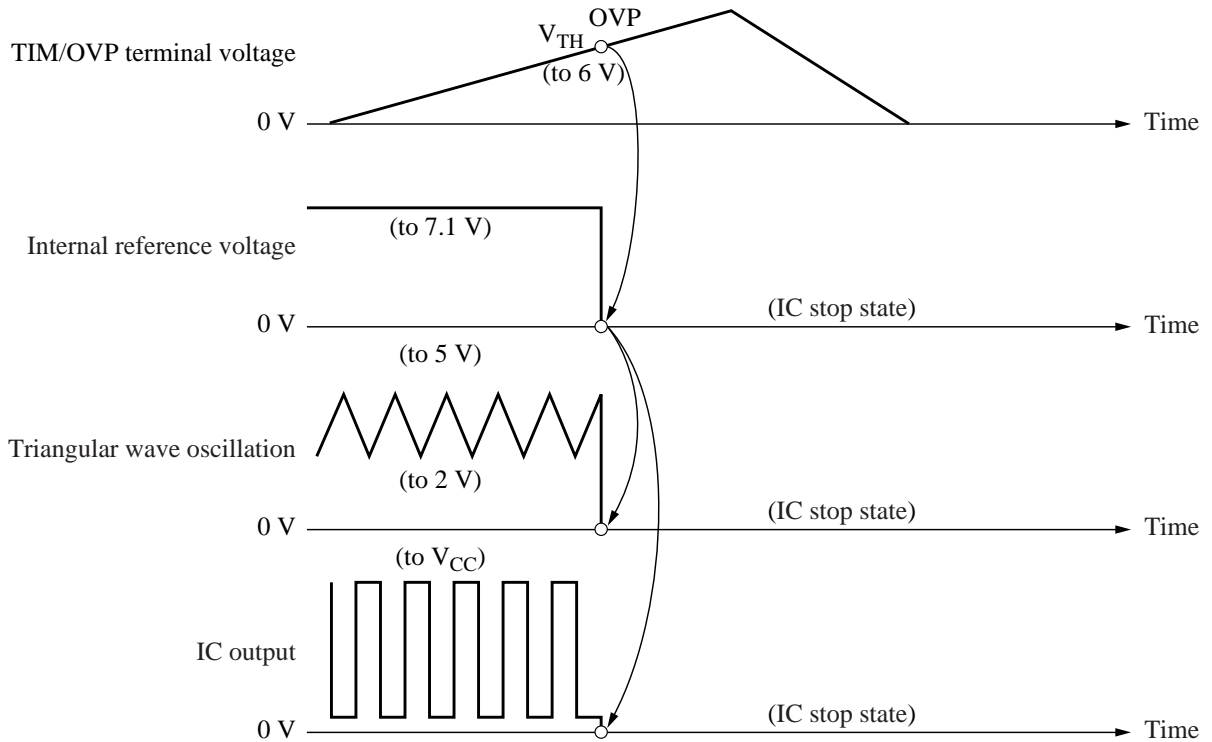 OVP
V_TH
TIM/OVP terminal voltage
(to 6 V)
0 V
Time
(to 7.1 V)
Internal reference voltage
(IC stop state)
0 V
Time
(to 5 V)
Triangular wave oscillation
(to 2 V)
(IC stop state)
0 V
Time
(to V_CC)
IC output
(IC stop state)
0 V
Time